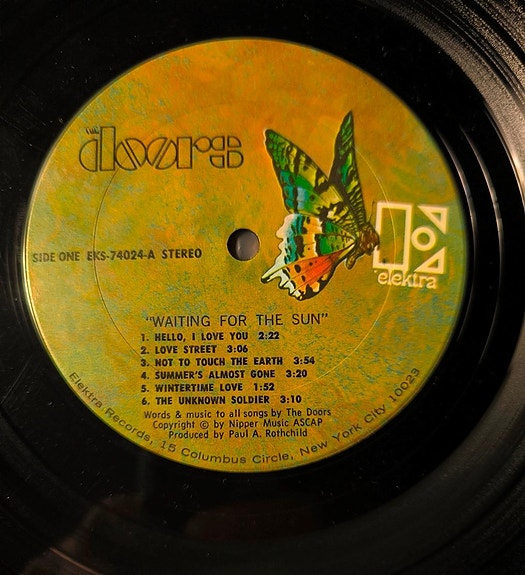 THE
doors
elektra
SIDE ONE EKS-74024-A STEREO
"WAITING FOR THE SUN"
1. HELLO, I LOVE YOU 2:22
2. LOVE STREET 3:06
3. NOT TO TOUCH THE EARTH 3:54
4. SUMMER'S ALMOST GONE 3:20
5. WINTERTIME LOVE 1:52
6. THE UNKNOWN SOLDIER 3:10
Words & music to all songs by The Doors
Copyright © by Nipper Music ASCAP
Produced by Paul A. Rothchild
Elektra Records, 15 Columbus Circle, New York City 10023